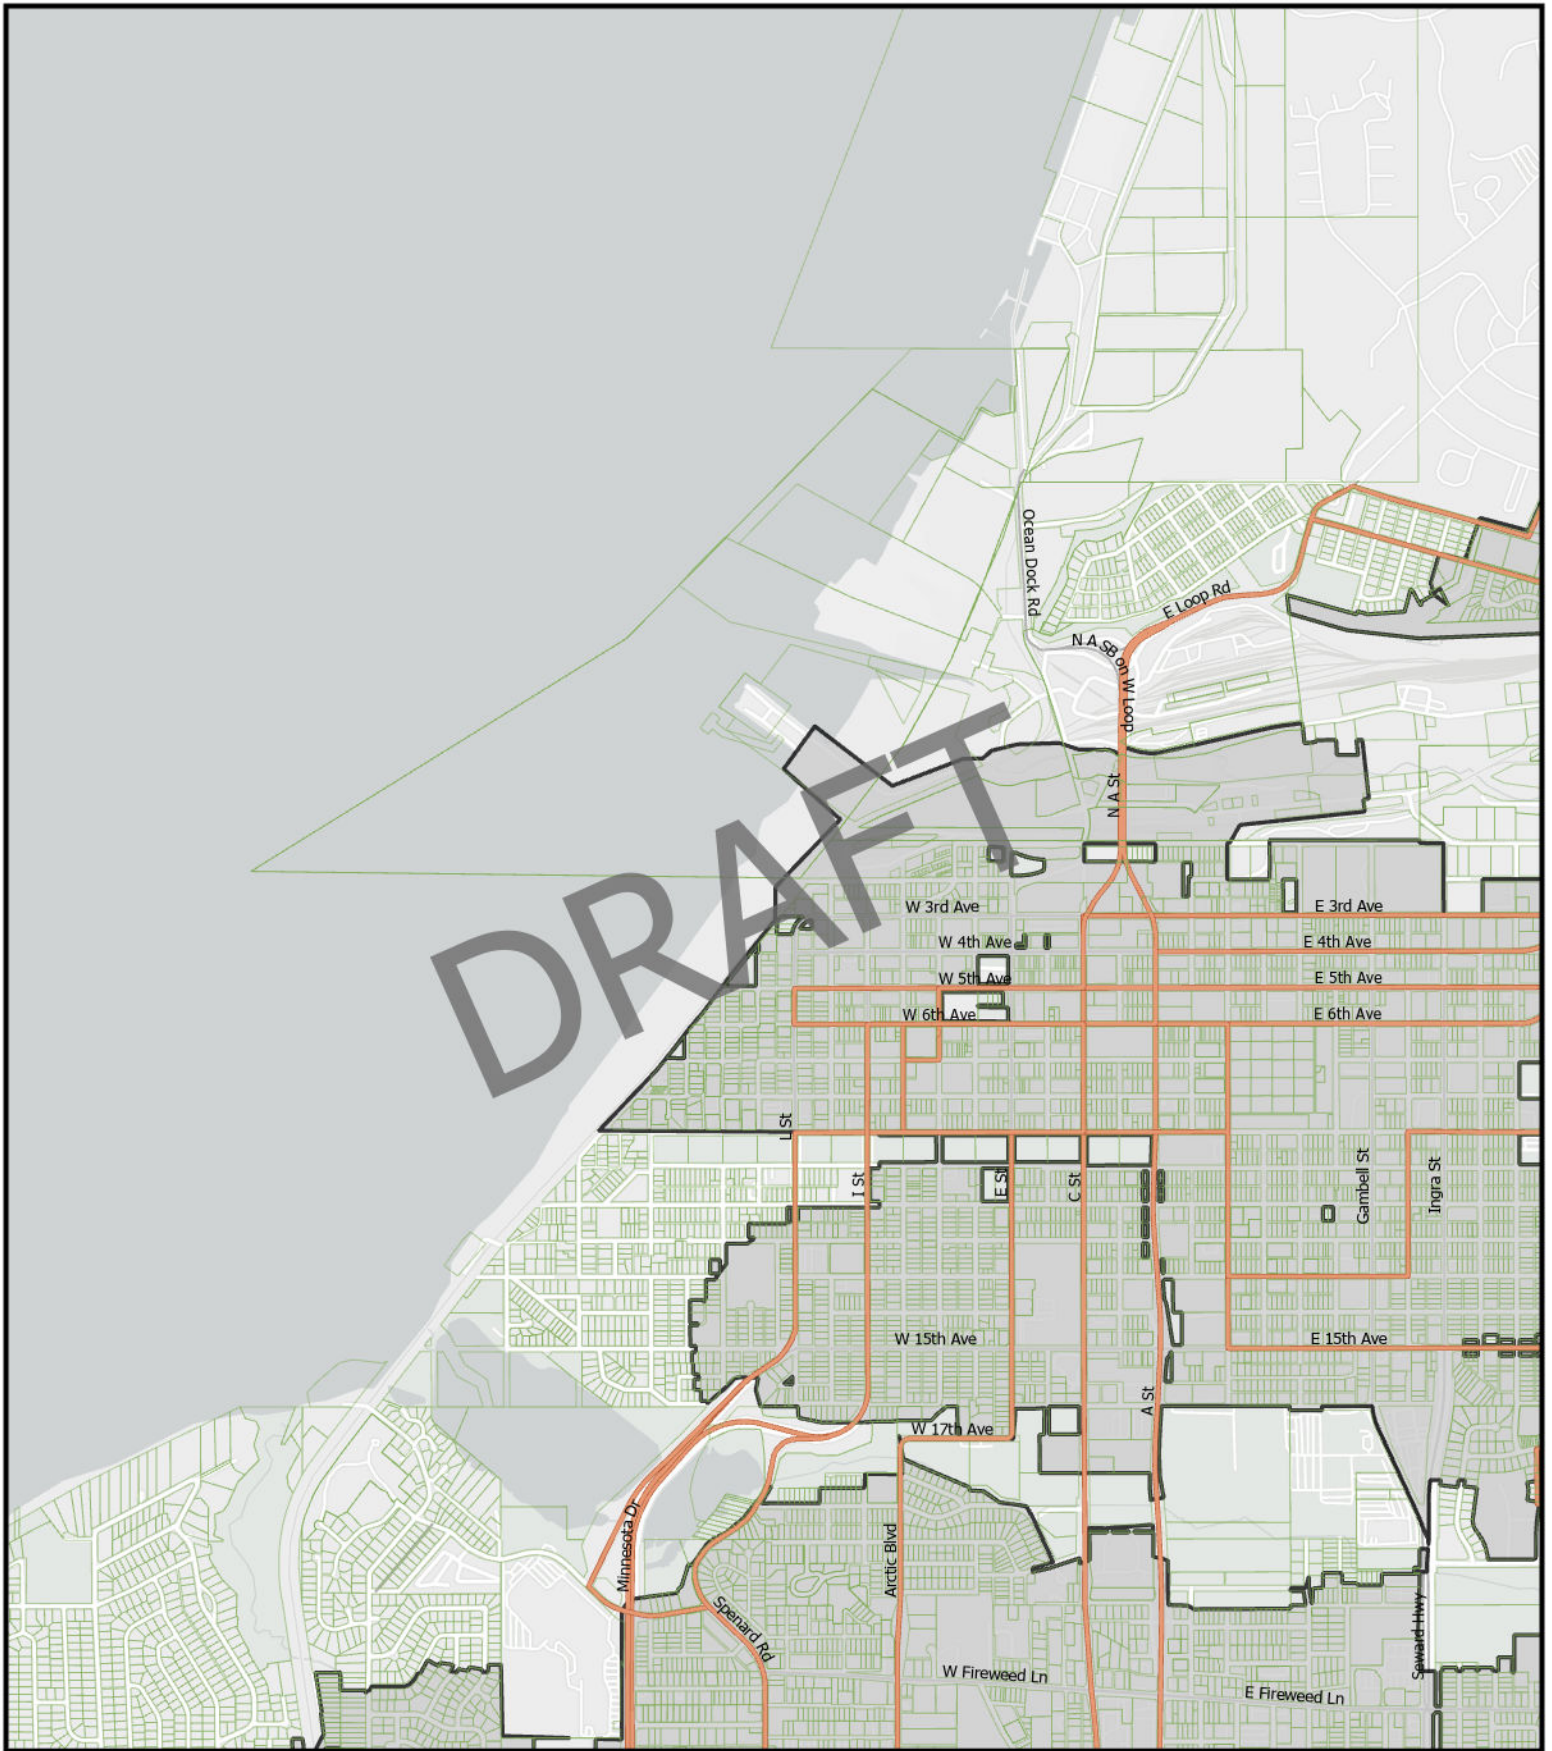 Ocean Dock Rd
E Loop Rd
N A SB on W Loop
N A St
DRAFT
W 3rd Ave
E 3rd Ave
W 4th Ave
E 4th Ave
W 5th Ave
E 5th Ave
W 6th Ave
E 6th Ave
L St
I St
E St
C St
Gambell St
Ingra St
W 15th Ave
E 15th Ave
A St
W 17th Ave
Minnesota Dr
Arctic Blvd
Spenard Rd
Seward Hwy
W Fireweed Ln
E Fireweed Ln